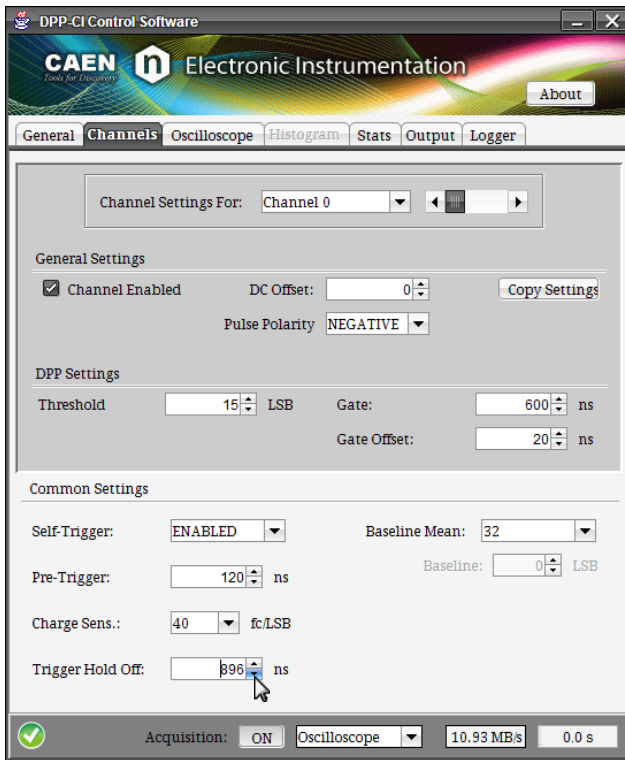 DPP-CI Control Software
CAEN n Electronic Instrumentation
Tools for Discovery
About
General Channels Oscilloscope Histogram Stats Output Logger
Channel Settings For: Channel 0
General Settings
Channel Enabled DC Offset: 0 Copy Settings
Pulse Polarity NEGATIVE
DPP Settings
Threshold 15 LSB Gate: 600 ns
Gate Offset: 20 ns
Common Settings
Self-Trigger: ENABLED Baseline Mean: 32
Baseline: 0 LSB
Pre-Trigger: 120 ns
Charge Sens.: 40 fc/LSB
Trigger Hold Off: 896 ns
Acquisition: ON Oscilloscope 10.93 MB/s 0.0 s